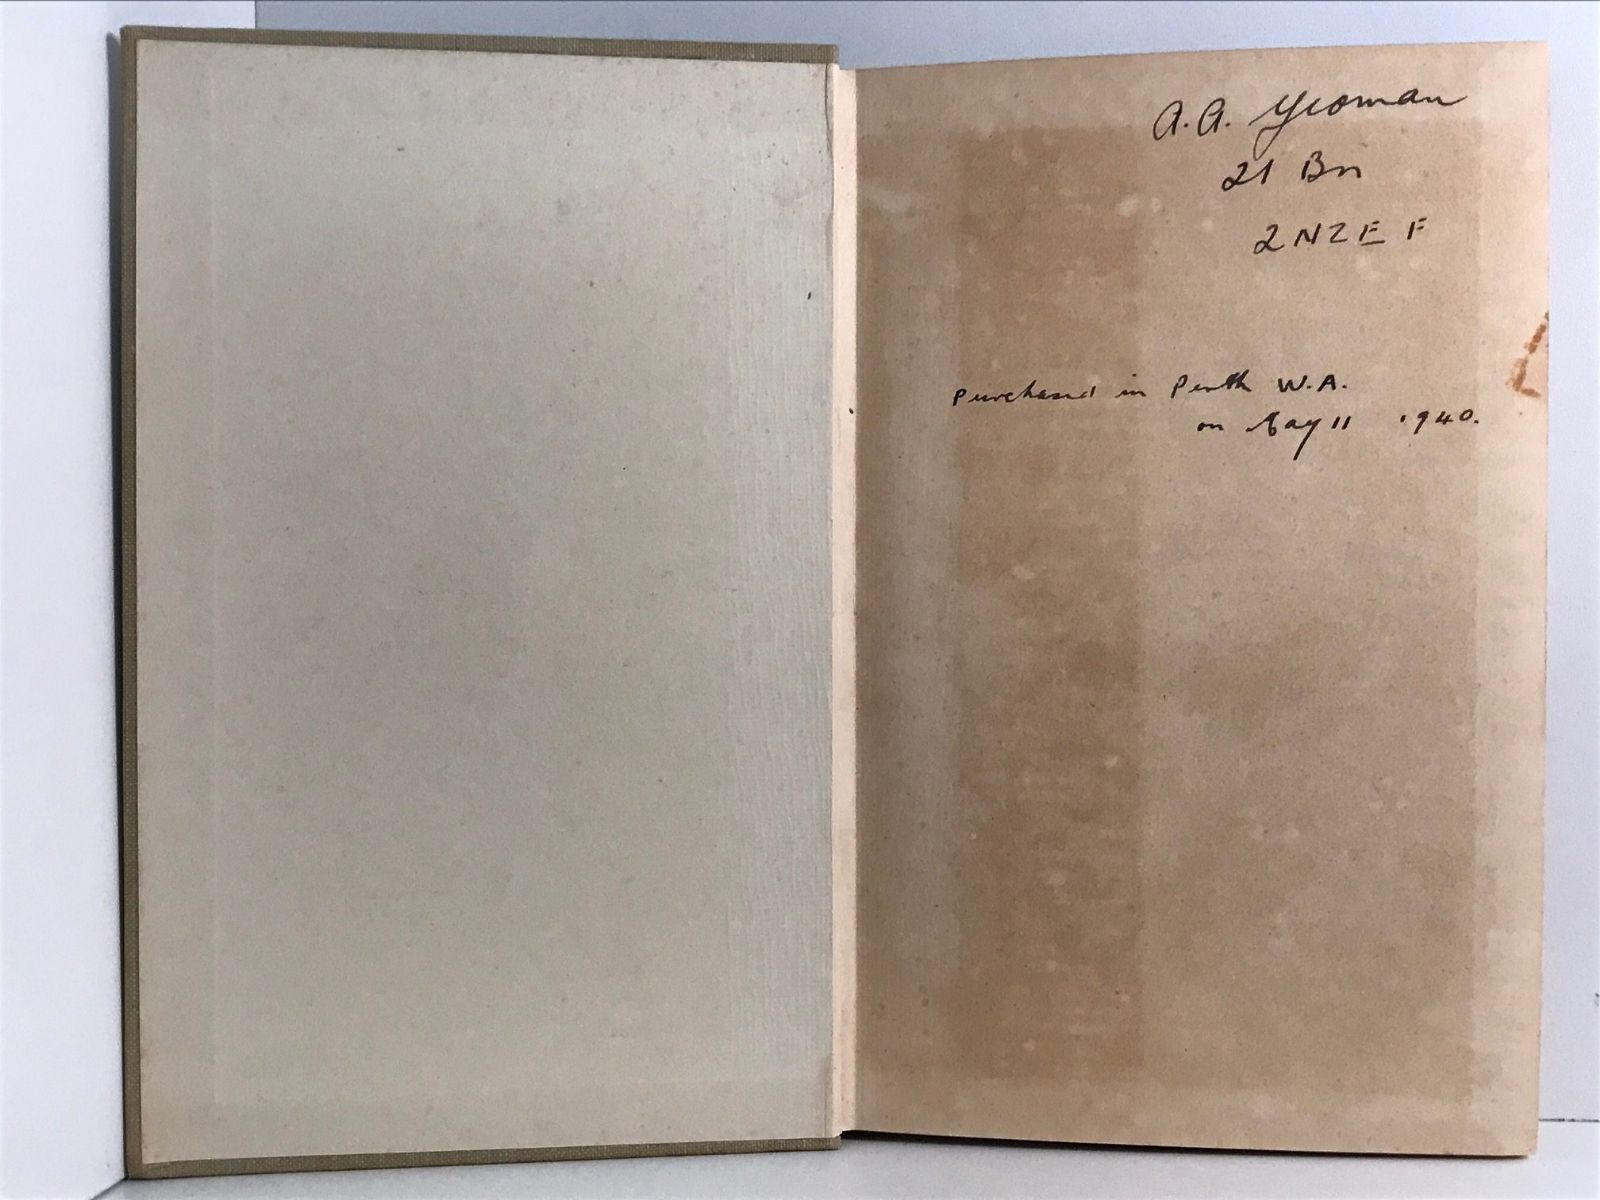 A.A. Yeoman
21 Bn
2NZEF
Purchased in Perth W.A.
on May 11 1940.